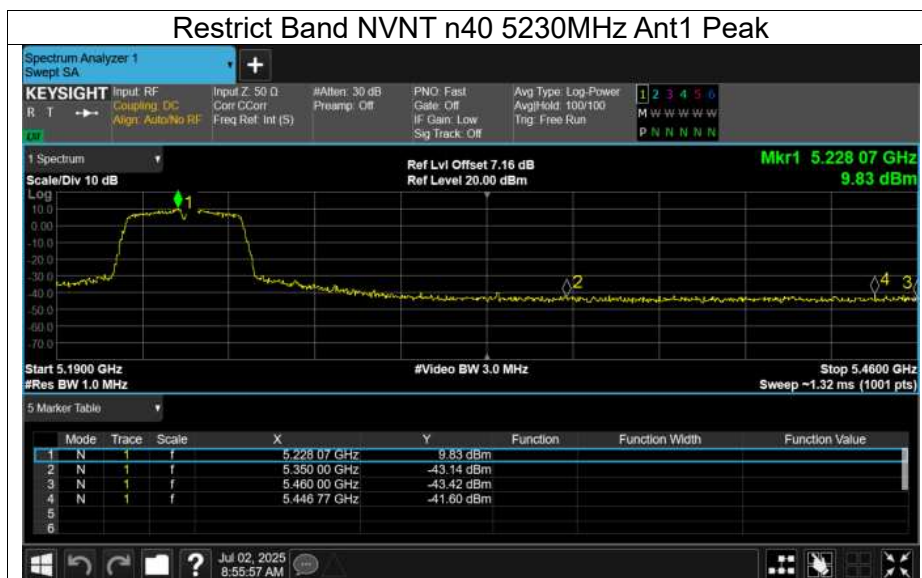 Restrict Band NVNT n40 5230MHz Ant1 Peak
Spectrum Analyzer 1
Swept SA
+
KEYSIGHT Input: RF Input Z: 50 Ω #Atten: 30 dB PNO: Fast Avg Type: Log-Power 1 2 3 4 5 6
R T Coupling: DC Corr CCorr Preamp: Off Gate: Off Avg|Hold: 100/100 M W W W W W
Align: Auto/No RF Freq Ref: Int (S) IF Gain: Low Trig: Free Run
Sig Track: Off P N N N N N
1 Spectrum Ref Lvl Offset 7.16 dB Mkr1 5.228 07 GHz
Scale/Div 10 dB Ref Level 20.00 dBm 9.83 dBm
Log
10.0 1
0.00
-10.0
-20.0
-30.0 2 4 3
-40.0
-50.0
-60.0
-70.0
Start 5.1900 GHz #Video BW 3.0 MHz Stop 5.4600 GHz
#Res BW 1.0 MHz Sweep ~1.32 ms (1001 pts)
5 Marker Table
Mode Trace Scale X Y Function Function Width Function Value
1 N 1 f 5.228 07 GHz 9.83 dBm
2 N 1 f 5.350 00 GHz -43.14 dBm
3 N 1 f 5.460 00 GHz -43.42 dBm
4 N 1 f 5.446 77 GHz -41.60 dBm
5
6
? Jul 02, 2025
8:55:57 AM